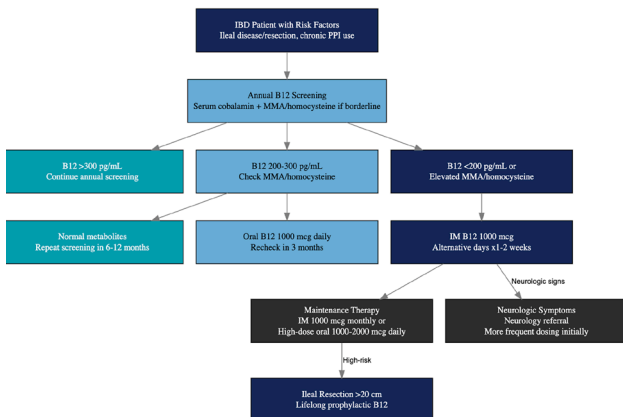 IBD Patient with Risk Factors
Ileal disease/resection, chronic PPI use
Annual B12 Screening
Serum cobalamin + MMA/homocysteine if borderline
B12 >300 pg/mL
Continue annual screening
B12 200-300 pg/mL
Check MMA/homocysteine
B12 <200 pg/mL or
Elevated MMA/homocysteine
Normal metabolites
Repeat screening in 6-12 months
Oral B12 1000 mcg daily
Recheck in 3 months
IM B12 1000 mcg
Alternative days x1-2 weeks
Neurologic signs
Maintenance Therapy
IM 1000 mcg monthly or
High-dose oral 1000-2000 mcg daily
Neurologic Symptoms
Neurology referral
More frequent dosing initially
High-risk
Ileal Resection >20 cm
Lifelong prophylactic B12